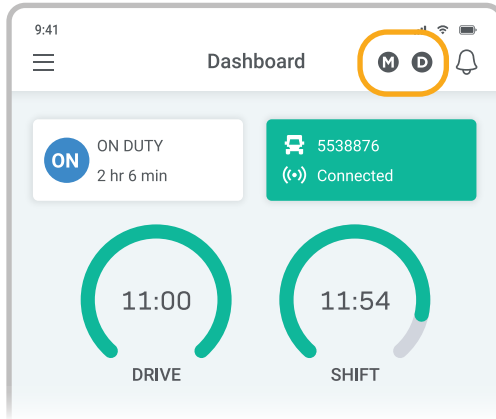 9:41
Dashboard M D
ON ON DUTY
2 hr 6 min
5538876
Connected
11:00
DRIVE
11:54
SHIFT